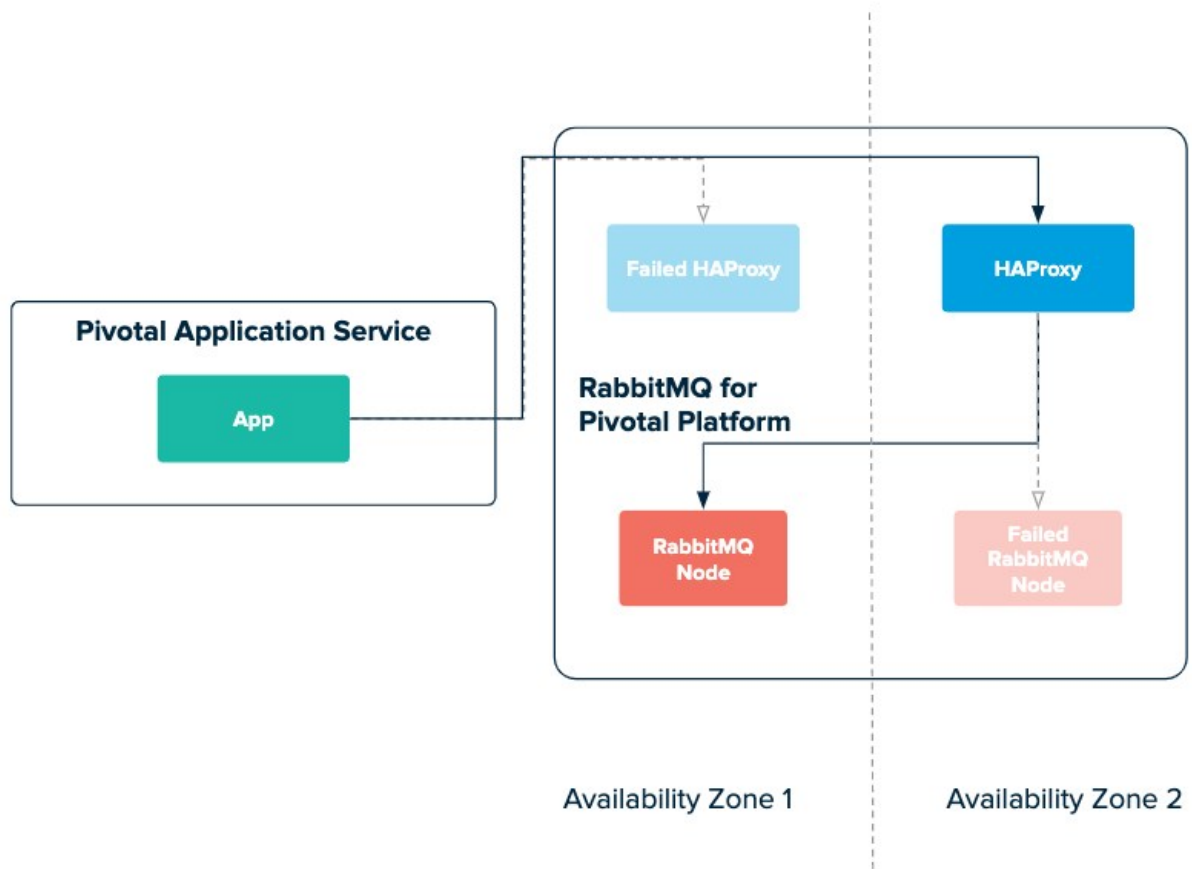 Failed HAProxy
HAProxy
Pivotal Application Service
App
RabbitMQ for
Pivotal Platform
RabbitMQ
Node
Failed
RabbitMQ
Node
Availability Zone 1
Availability Zone 2